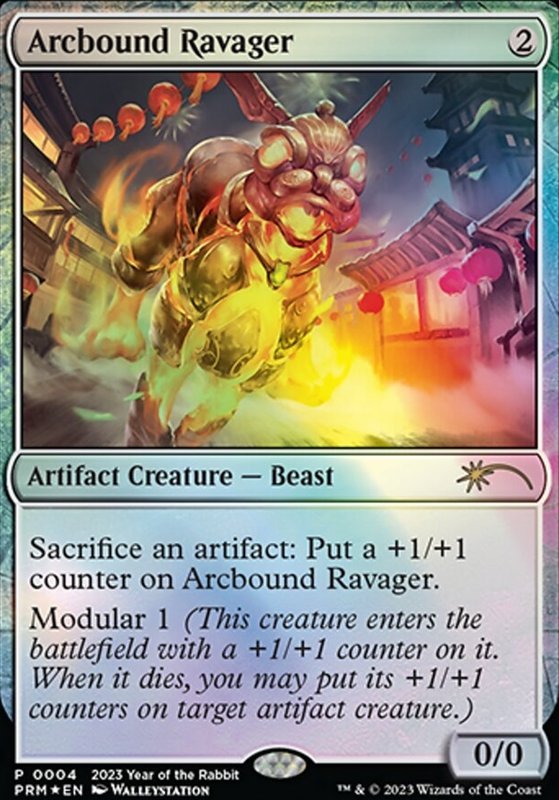 Arcbound Ravager 2
Artifact Creature — Beast
Sacrifice an artifact: Put a +1/+1
counter on Arcbound Ravager.
Modular 1 (This creature enters the
battlefield with a +1/+1 counter on it.
When it dies, you may put its +1/+1
counters on target artifact creature.)
0/0
P 0004 2023 Year of the Rabbit
PRM★EN WALLEYSTATION ™ & © 2023 Wizards of the Coast